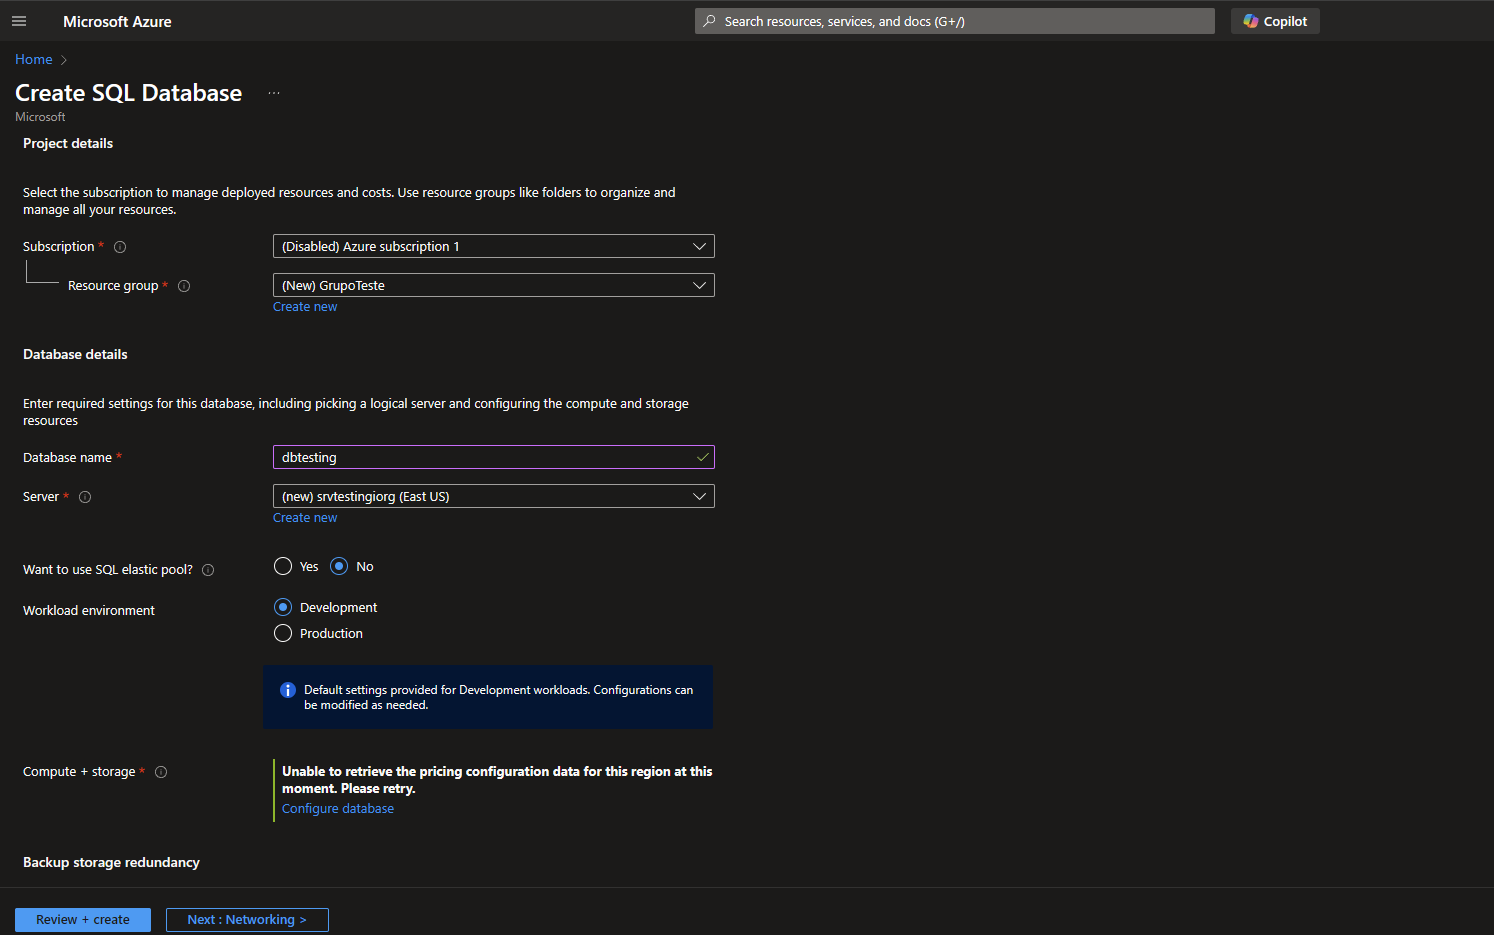 Microsoft Azure
Search resources, services, and docs (G+/)
Copilot
Home >
Create SQL Database ...
Microsoft
Project details
Select the subscription to manage deployed resources and costs. Use resource groups like folders to organize and
manage all your resources.
Subscription *
(Disabled) Azure subscription 1
Resource group *
(New) GrupoTeste
Create new
Database details
Enter required settings for this database, including picking a logical server and configuring the compute and storage
resources
Database name *
dbtesting
Server *
(new) srvtestingiorg (East US)
Create new
Want to use SQL elastic pool?
Yes
No
Workload environment
Development
Production
Default settings provided for Development workloads. Configurations can
be modified as needed.
Compute + storage *
Unable to retrieve the pricing configuration data for this region at this
moment. Please retry.
Configure database
Backup storage redundancy
Review + create
Next : Networking >